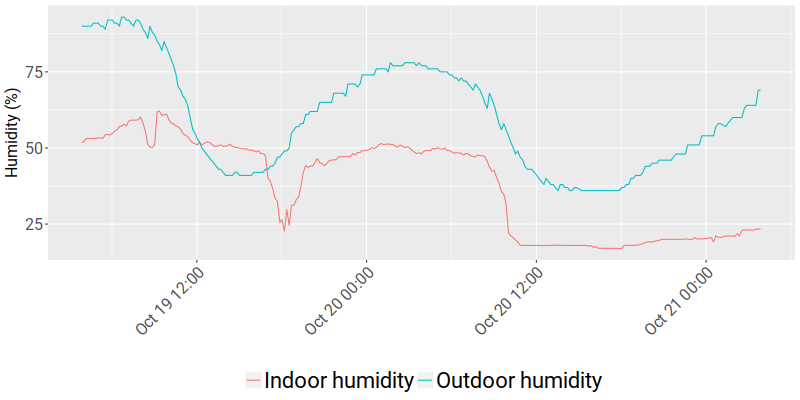 Humidity (%)
75
50
25
Oct 19 12:00
Oct 20 00:00
Oct 20 12:00
Oct 21 00:00
Indoor humidity Outdoor humidity